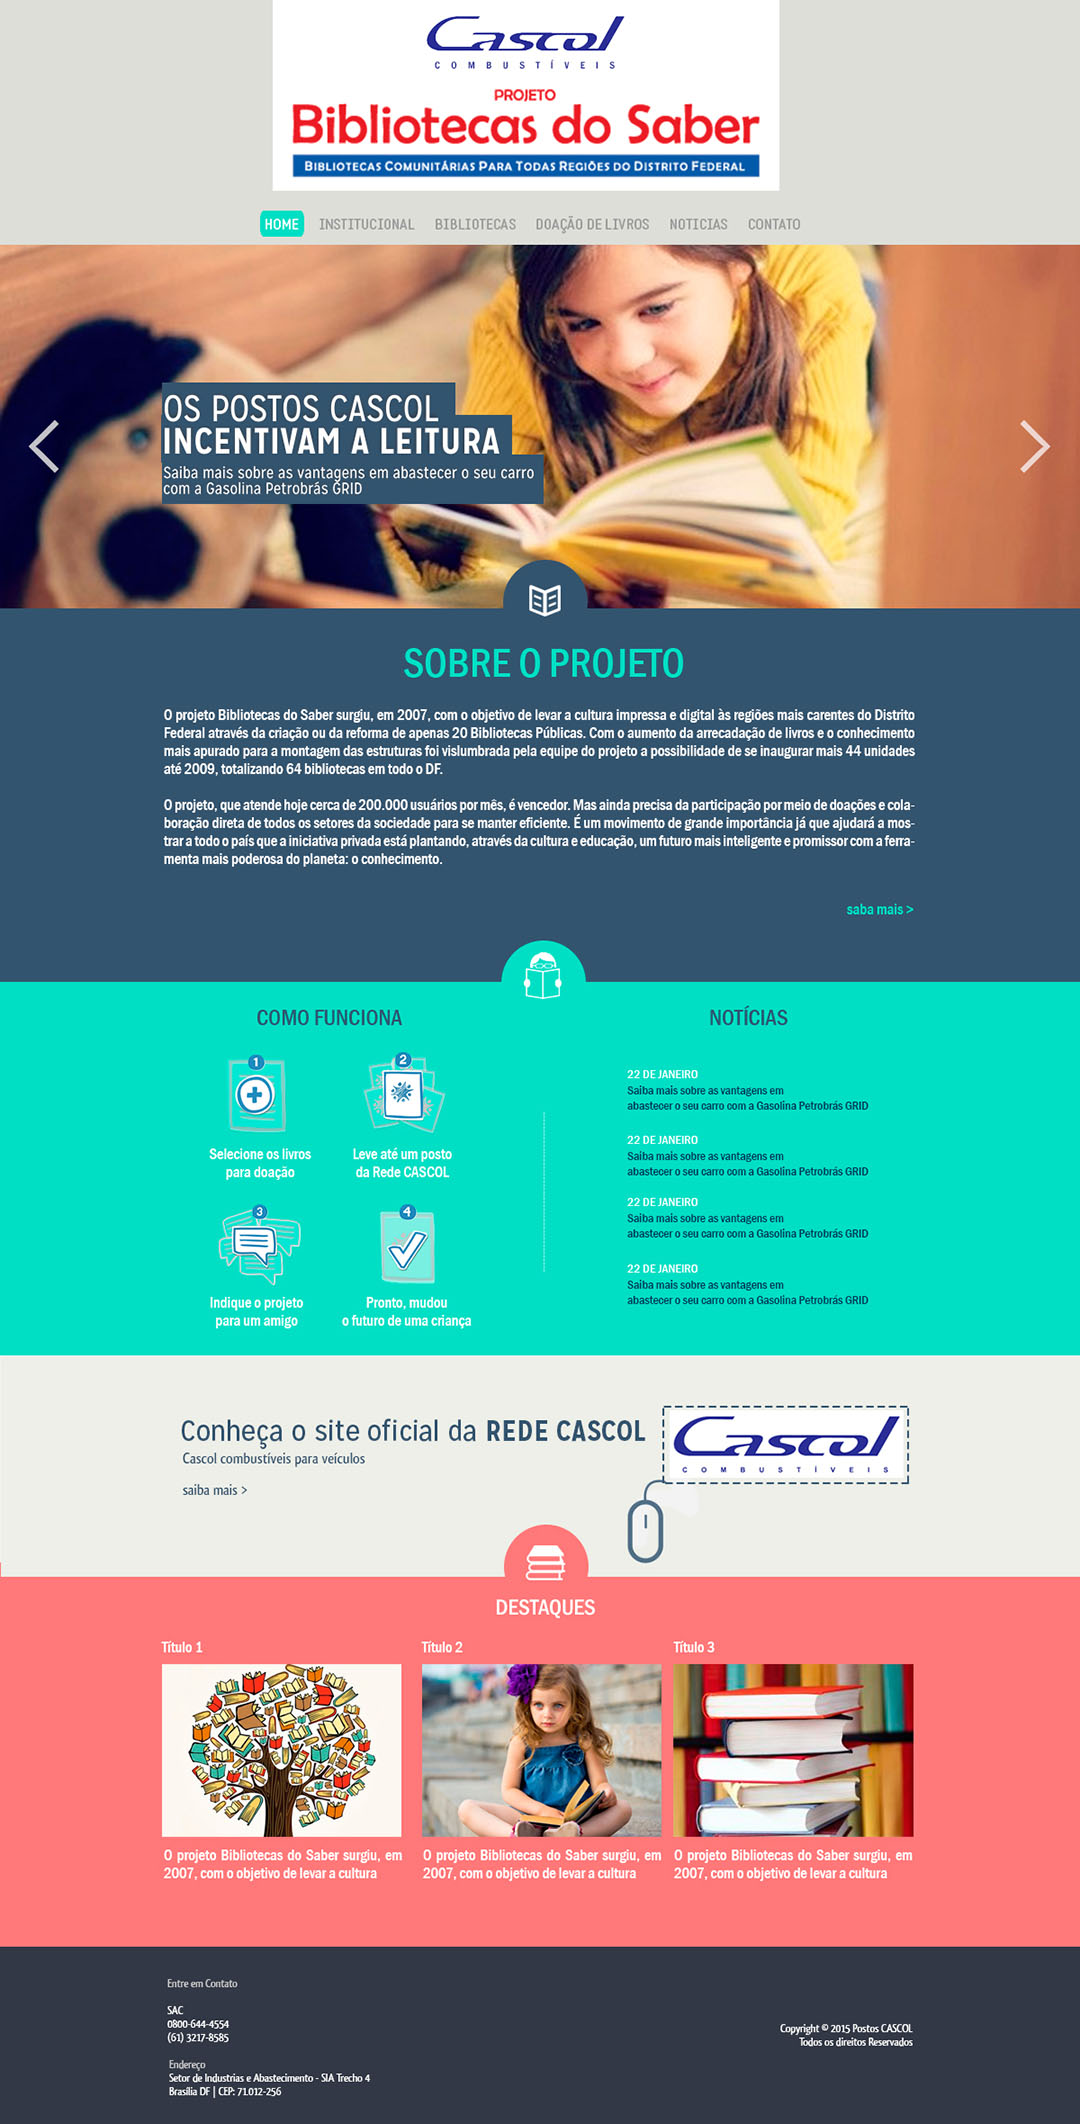 Cascol
COMBUSTÍVEIS
PROJETO
Bibliotecas do Saber
BIBLIOTECAS COMUNITÁRIAS PARA TODAS REGIÕES DO DISTRITO FEDERAL
HOME INSTITUCIONAL BIBLIOTECAS DOAÇÃO DE LIVROS NOTICIAS CONTATO
OS POSTOS CASCOL
INCENTIVAM A LEITURA
Saiba mais sobre as vantagens em abastecer o seu carro
com a Gasolina Petrobrás GRID
SOBRE O PROJETO
O projeto Bibliotecas do Saber surgiu, em 2007, com o objetivo de levar a cultura impressa e digital às regiões mais carentes do Distrito
Federal através da criação ou da reforma de apenas 20 Bibliotecas Públicas. Com o aumento da arrecadação de livros e o conhecimento
mais apurado para a montagem das estruturas foi vislumbrada pela equipe do projeto a possibilidade de se inaugurar mais 44 unidades
até 2009, totalizando 64 bibliotecas em todo o DF.
O projeto, que atende hoje cerca de 200.000 usuários por mês, é vencedor. Mas ainda precisa da participação por meio de doações e cola-
boração direta de todos os setores da sociedade para se manter eficiente. É um movimento de grande importância já que ajudará a mos-
trar a todo o país que a iniciativa privada está plantando, através da cultura e educação, um futuro mais inteligente e promissor com a ferra-
menta mais poderosa do planeta: o conhecimento.
saba mais >
COMO FUNCIONA
1
Selecione os livros
para doação
2
Leve até um posto
da Rede CASCOL
3
Indique o projeto
para um amigo
4
Pronto, mudou
o futuro de uma criança
NOTÍCIAS
22 DE JANEIRO
Saiba mais sobre as vantagens em
abastecer o seu carro com a Gasolina Petrobrás GRID
22 DE JANEIRO
Saiba mais sobre as vantagens em
abastecer o seu carro com a Gasolina Petrobrás GRID
22 DE JANEIRO
Saiba mais sobre as vantagens em
abastecer o seu carro com a Gasolina Petrobrás GRID
22 DE JANEIRO
Saiba mais sobre as vantagens em
abastecer o seu carro com a Gasolina Petrobrás GRID
Conheça o site oficial da REDE CASCOL
Cascol combustíveis para veículos
saiba mais >
Cascol
COMBUSTÍVEIS
DESTAQUES
Título 1
O projeto Bibliotecas do Saber surgiu, em
2007, com o objetivo de levar a cultura
Título 2
O projeto Bibliotecas do Saber surgiu, em
2007, com o objetivo de levar a cultura
Título 3
O projeto Bibliotecas do Saber surgiu, em
2007, com o objetivo de levar a cultura
Entre em Contato
SAC
0800-644-4554
(61) 3217-8585
Endereço
Setor de Industrias e Abastecimento - SIA Trecho 4
Brasília DF | CEP: 71.012-256
Copyright © 2015 Postos CASCOL
Todos os direitos Reservados